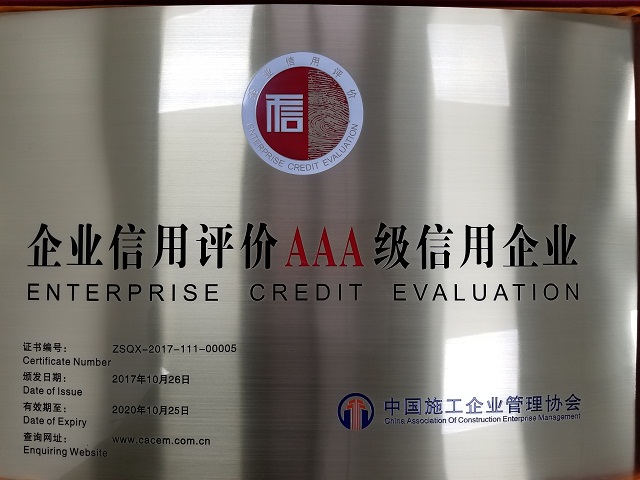 企业信用评价
信
ENTERPRISE CREDIT EVALUATION
企业信用评价AAA级信用企业
ENTERPRISE CREDIT EVALUATION
证书编号: ZSQX-2017-111-00005
Certificate Number
颁发日期: 2017年10月26日
Date of Issue
有效期至: 2020年10月25日
Date of Expiry
查询网址: www.cacem.com.cn
Enquiring Website
中国施工企业管理协会
China Association Of Construction Enterprise Management